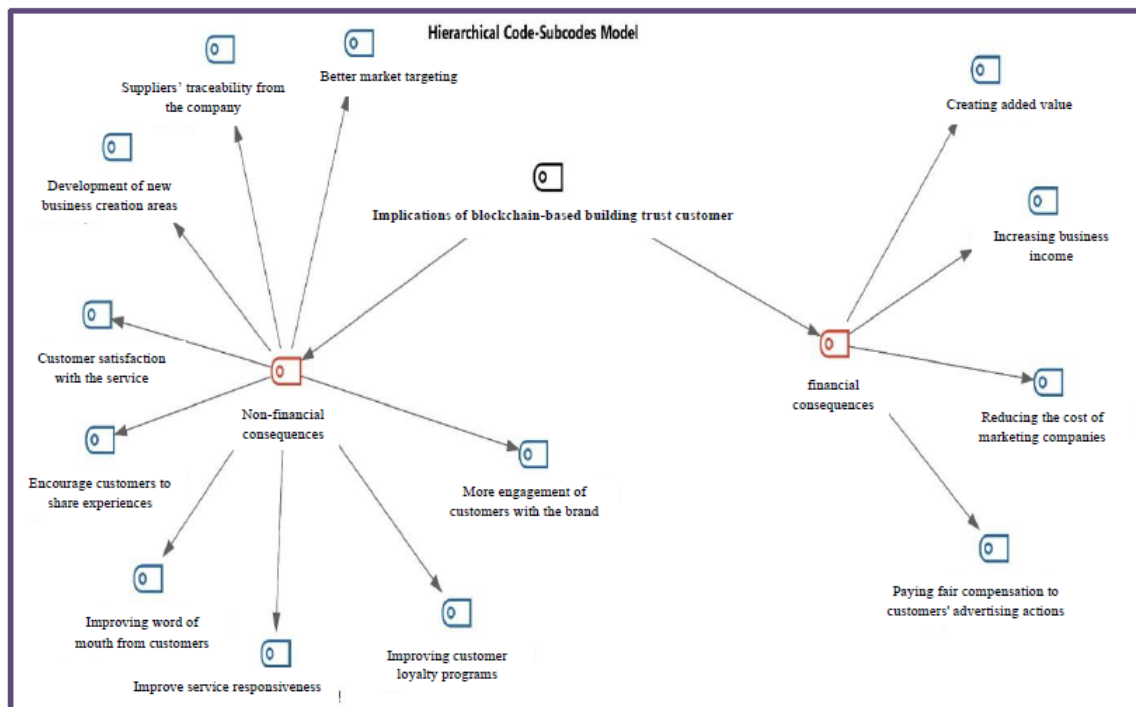 Hierarchical Code-Subcodes Model
Suppliers' traceability from
the company
Better market targeting
Creating added value
Development of new
business creation areas
Implications of blockchain-based building trust customer
Increasing business
income
Customer satisfaction
with the service
Non-financial
consequences
financial
consequences
Reducing the cost of
marketing companies
Encourage customers to
share experiences
More engagement of
customers with the brand
Improving word of
mouth from customers
Improve service responsiveness
!
Improving customer
loyalty programs
Paying fair compensation to
customers' advertising actions